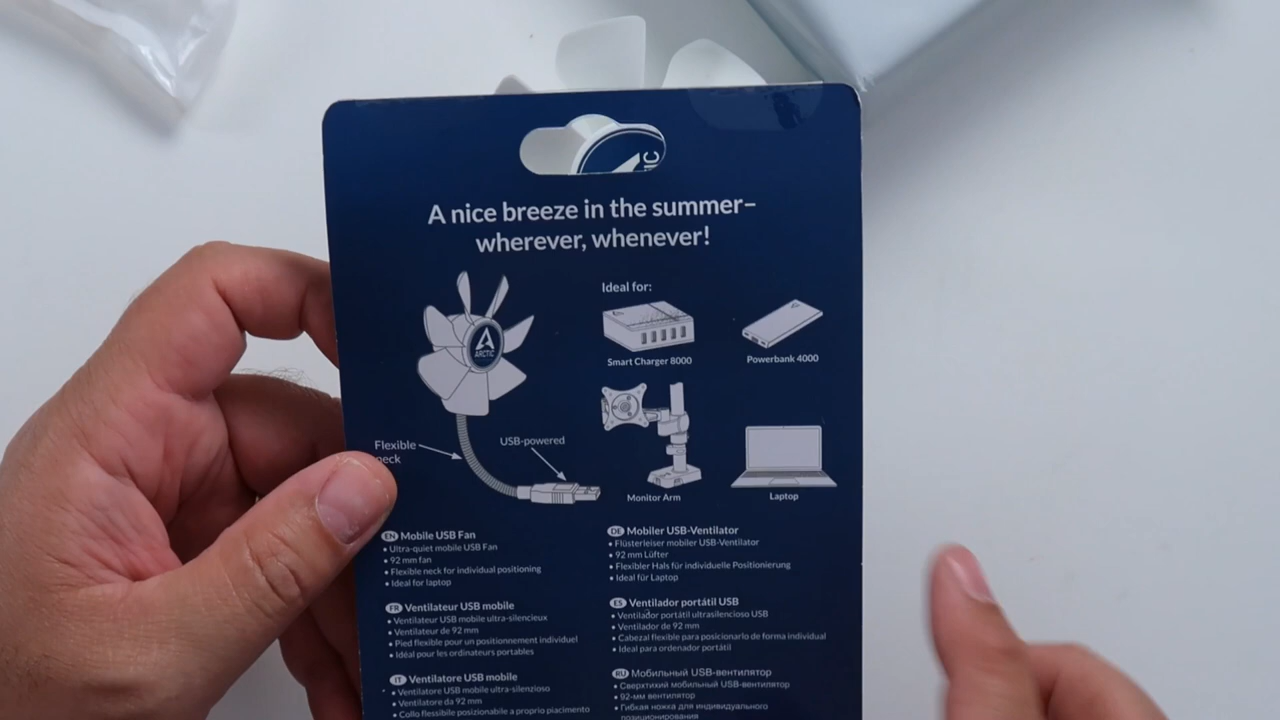 IC
A nice breeze in the summer–
wherever, whenever!
Ideal for:
ARCTIC
Smart Charger 8000
Powerbank 4000
Flexible
neck
USB-powered
Monitor Arm
Laptop
EN Mobile USB Fan
• Ultra-quiet mobile USB Fan
• 92 mm fan
• Flexible neck for individual positioning
• Ideal for laptop
DE Mobiler USB-Ventilator
• Flüsterleiser mobiler USB-Ventilator
• 92 mm Lüfter
• Flexibler Hals für individuelle Positionierung
• Ideal für Laptop
FR Ventilateur USB mobile
• Ventilateur USB mobile ultra-silencieux
• Ventilateur de 92 mm
• Pied flexible pour un positionnement individuel
• Idéal pour les ordinateurs portables
ES Ventilador portátil USB
• Ventilador portátil ultrasilencioso USB
• Ventilador de 92 mm
• Cabezal flexible para posicionarlo de forma individual
• Ideal para ordenador portátil
IT Ventilatore USB mobile
• Ventilatore USB mobile ultra-silenzioso
• Ventilatore da 92 mm
• Collo flessibile posizionabile a proprio piacimento
RU Мобильный USB-вентилятор
• Сверхтихий мобильный USB-вентилятор
• 92-мм вентилятор
• Гибкая ножка для индивидуального
позиционирования